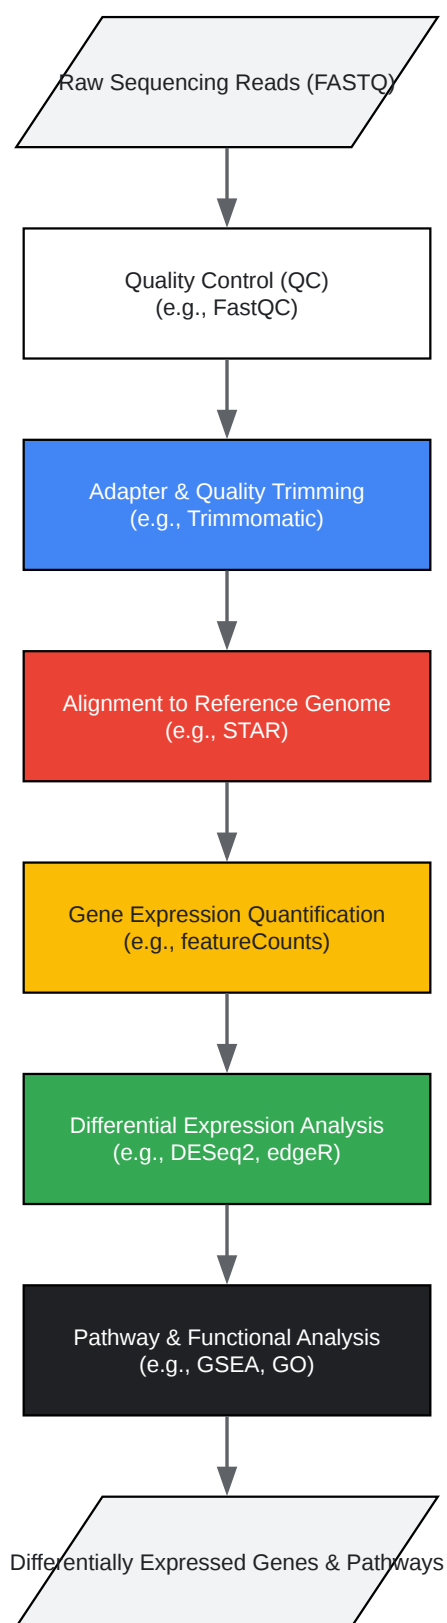 Raw Sequencing Reads (FASTQ)
Quality Control (QC)
(e.g., FastQC)
Adapter & Quality Trimming
(e.g., Trimmomatic)
Alignment to Reference Genome
(e.g., STAR)
Gene Expression Quantification
(e.g., featureCounts)
Differential Expression Analysis
(e.g., DESeq2, edgeR)
Pathway & Functional Analysis
(e.g., GSEA, GO)
Differentially Expressed Genes & Pathways